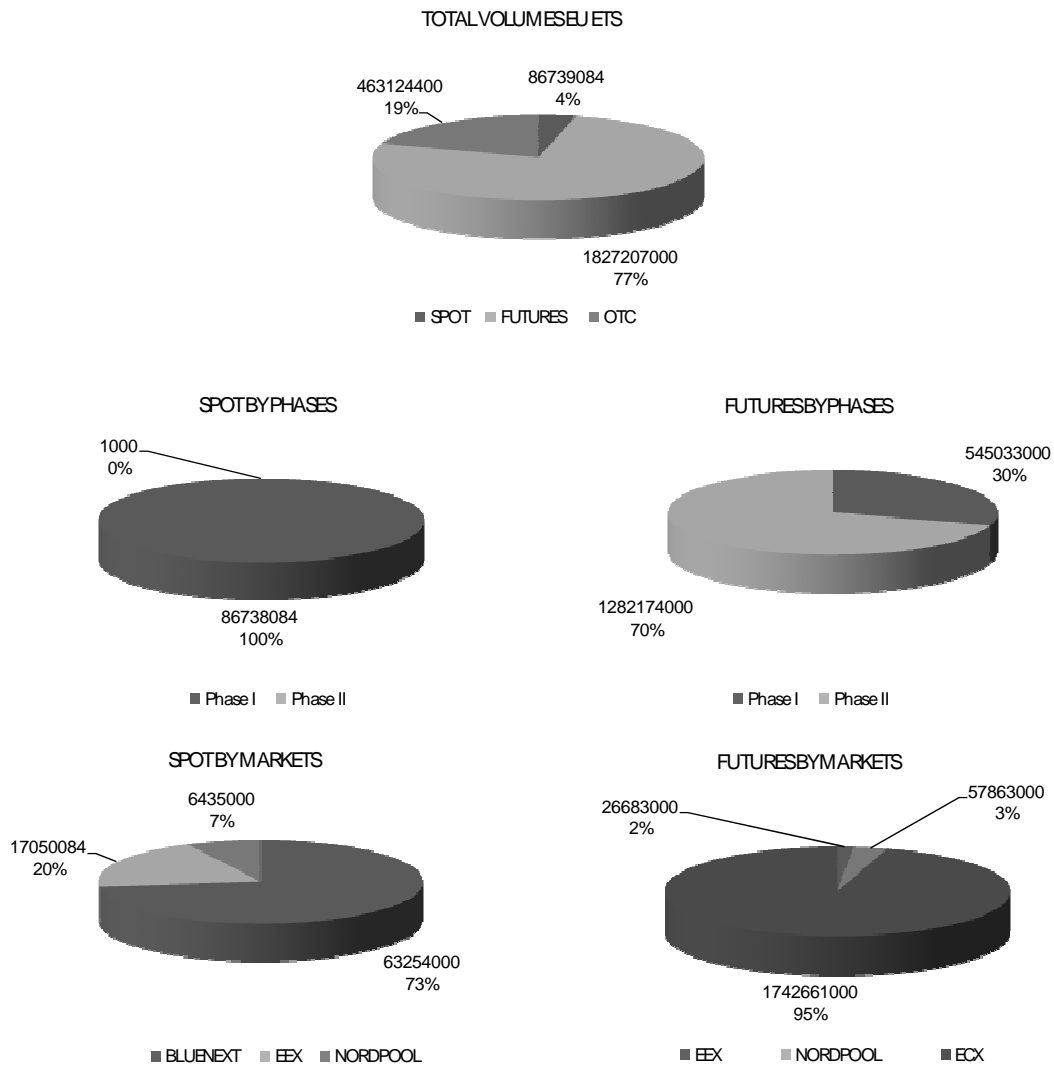 TOTAL VOLUMES EU ETS
463124400
19%
86739084
4%
1827207000
77%
SPOT FUTURES OTC
SPOT BY PHASES
1000
0%
86738084
100%
Phase I Phase II
FUTURES BY PHASES
545033000
30%
1282174000
70%
Phase I Phase II
SPOT BY MARKETS
6435000
7%
17050084
20%
63254000
73%
BLUENEXT EEX NORDPOOL
FUTURES BY MARKETS
26683000
2%
57863000
3%
1742661000
95%
EEX NORDPOOL ECX